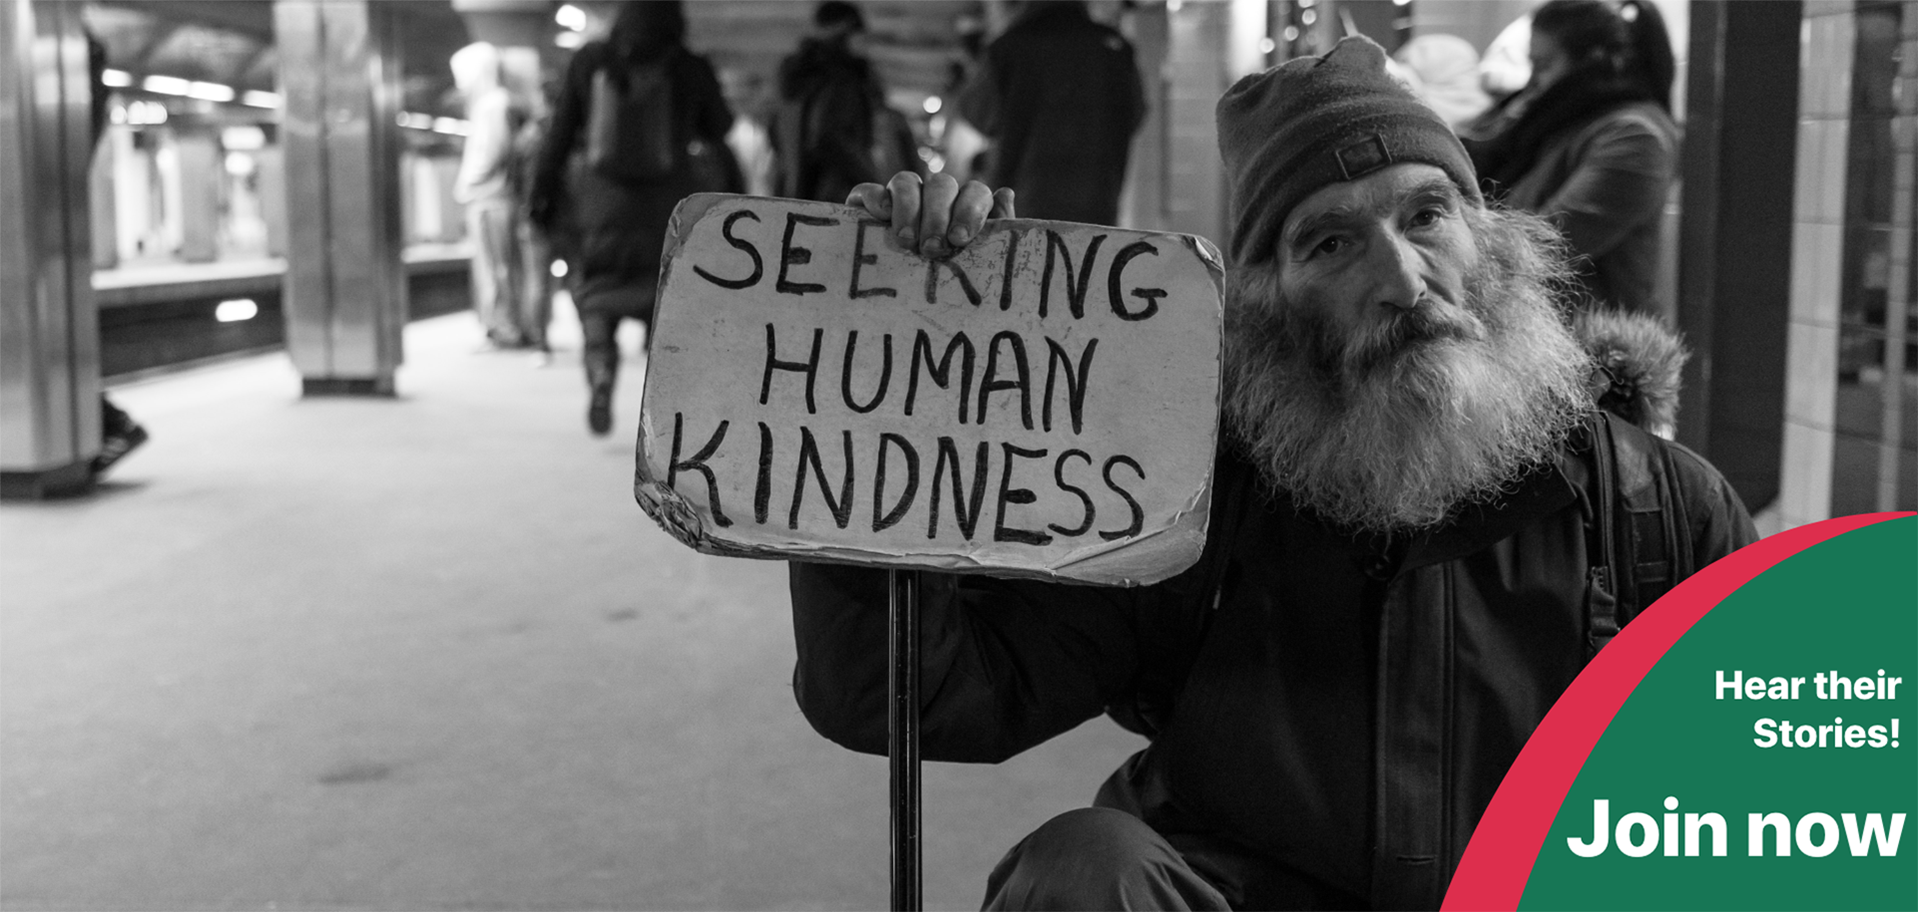 SEEKING
HUMAN
KINDNESS
Hear their
Stories!
Join now